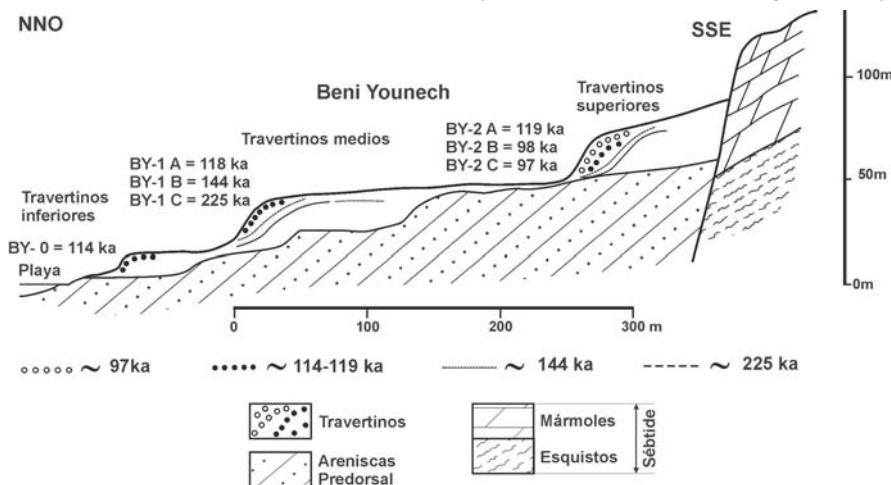 NNO
SSE
100m
Beni Younech
Travertinos
superiores
Travertinos medios
BY-1 A = 118 ka
BY-1 B = 144 ka
BY-1 C = 225 ka
BY-2 A = 119 ka
BY-2 B = 98 ka
BY-2 C = 97 ka
50m
Travertinos
inferiores
BY- 0 = 114 ka
Playa
0m
0
100
200
300 m
~ 97ka
~ 114-119 ka
~ 144 ka
~ 225 ka
Travertinos
Areniscas
Predorsal
Mármoles
Esquistos
Sébtide